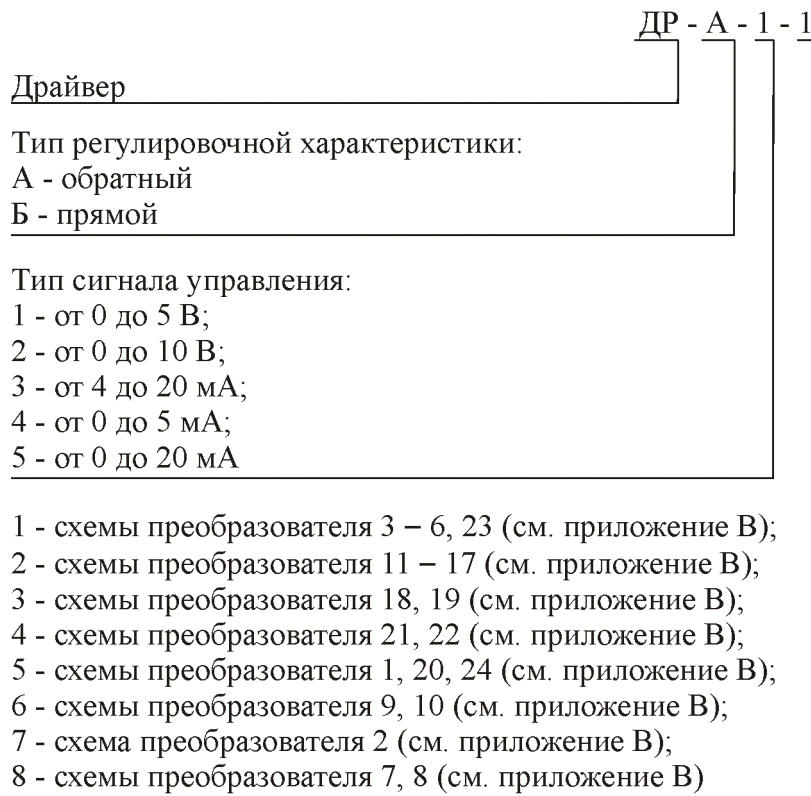 ДР - А - 1 - 1
Драйвер
Тип регулировочной характеристики:
А - обратный
Б - прямой
Тип сигнала управления:
1 - от 0 до 5 В;
2 - от 0 до 10 В;
3 - от 4 до 20 мА;
4 - от 0 до 5 мА;
5 - от 0 до 20 мА
1 - схемы преобразователя 3 – 6, 23 (см. приложение В);
2 - схемы преобразователя 11 – 17 (см. приложение В);
3 - схемы преобразователя 18, 19 (см. приложение В);
4 - схемы преобразователя 21, 22 (см. приложение В);
5 - схемы преобразователя 1, 20, 24 (см. приложение В);
6 - схемы преобразователя 9, 10 (см. приложение В);
7 - схема преобразователя 2 (см. приложение В);
8 - схемы преобразователя 7, 8 (см. приложение В)